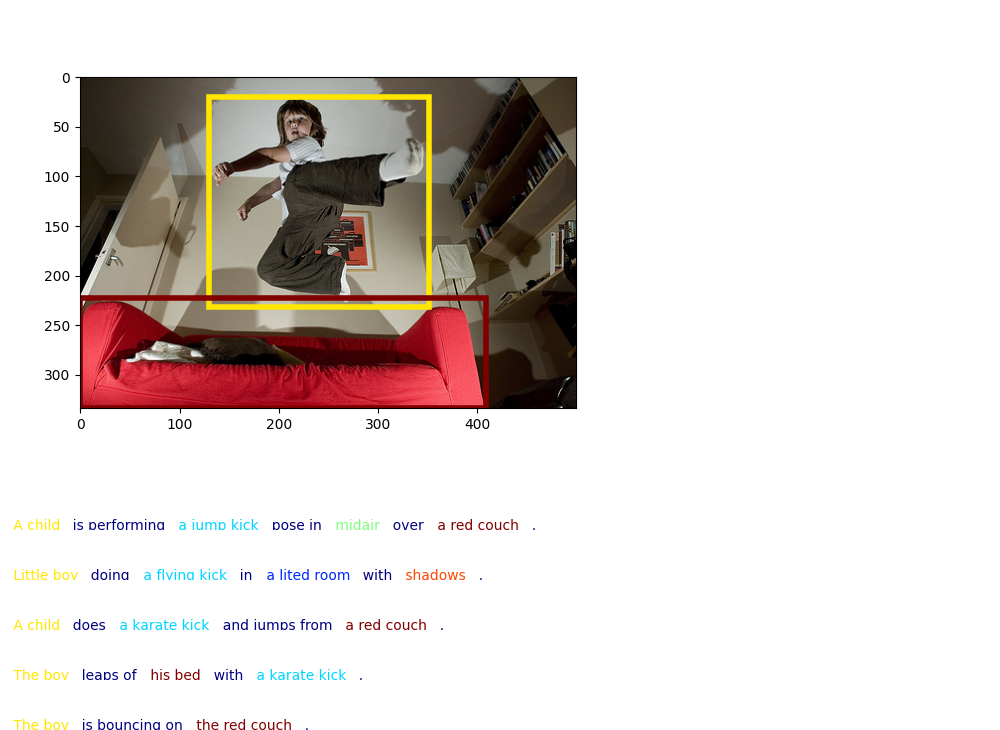 0
50
100
150
200
250
300
0 100 200 300 400
A child is performing a jump kick pose in midair over a red couch .
Little boy doing a flying kick in a lited room with shadows .
A child does a karate kick and jumps from a red couch .
The boy leaps of his bed with a karate kick .
The boy is bouncing on the red couch .